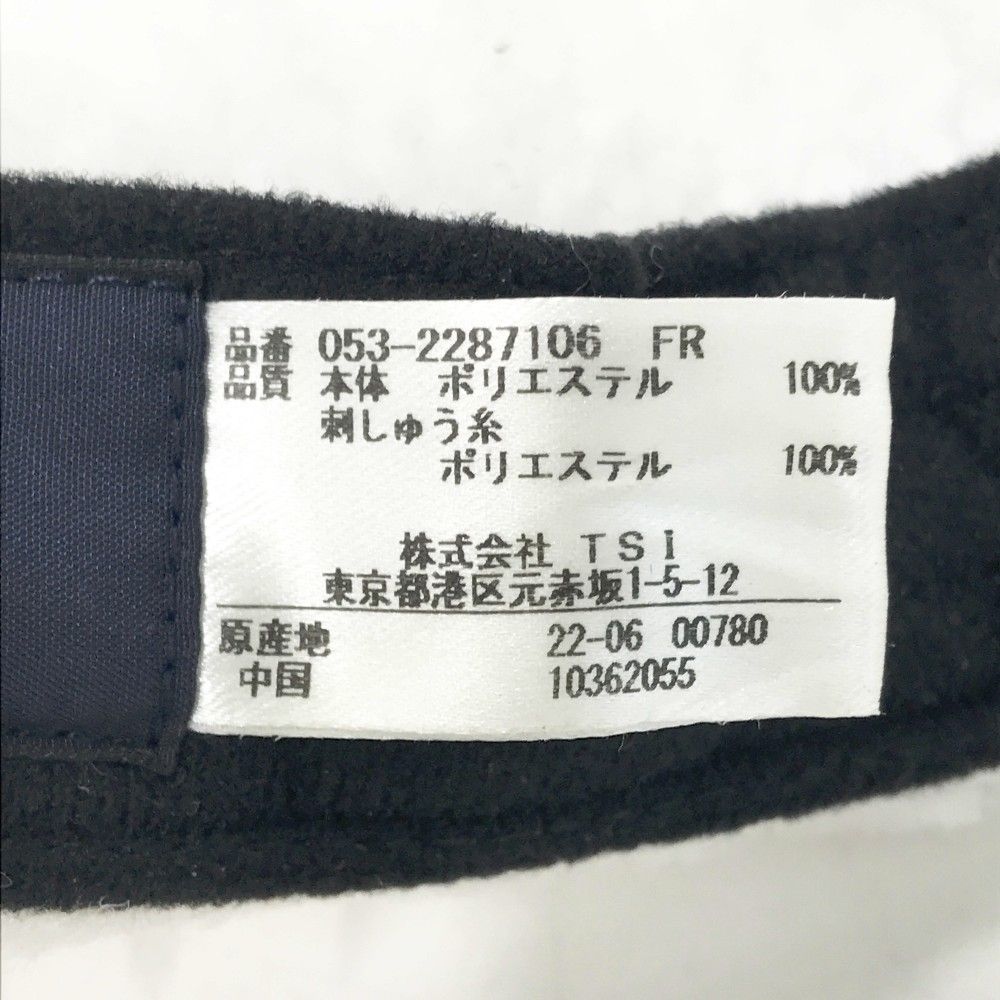 品番 053-2287106 FR
品質 本体 ポリエステル 100%
刺しゅう糸
ポリエステル 100%
株式会社 TSI
東京都港区元赤坂1-5-12
原産地 22-06 00780
中国 10362055